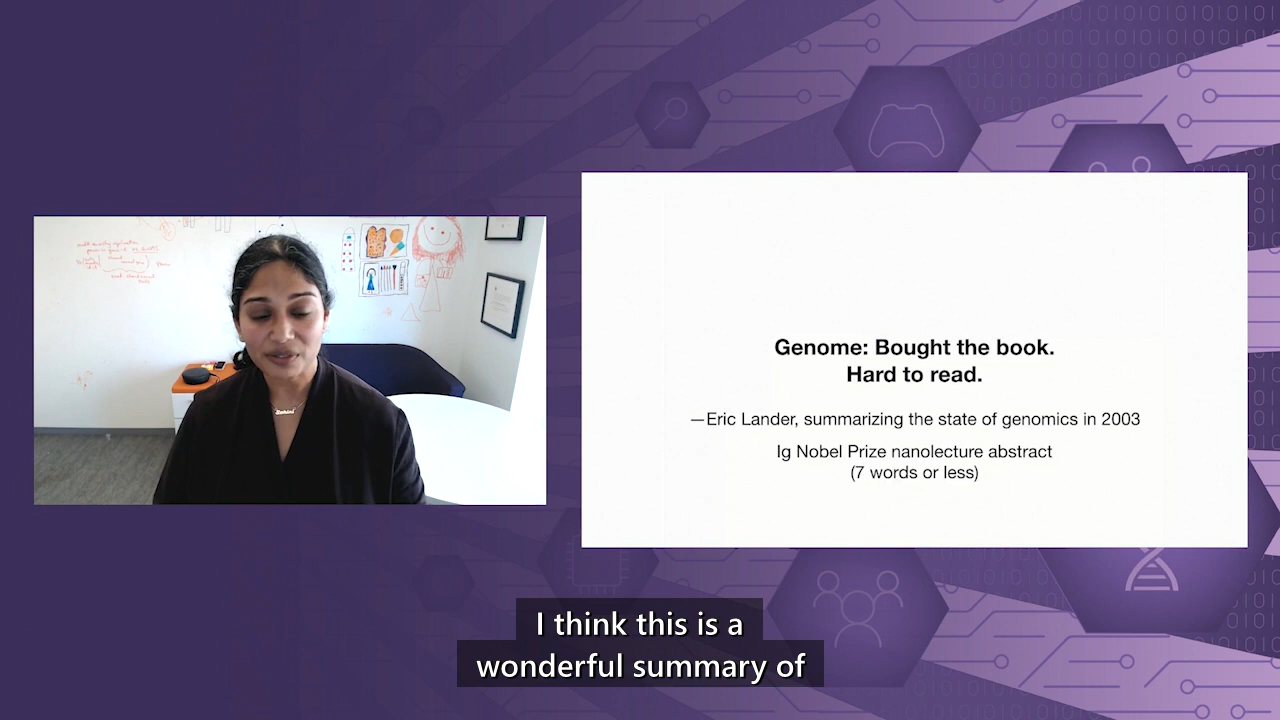 Genome: Bought the book.
Hard to read.
—Eric Lander, summarizing the state of genomics in 2003
Ig Nobel Prize nanolecture abstract
(7 words or less)
I think this is a
wonderful summary of